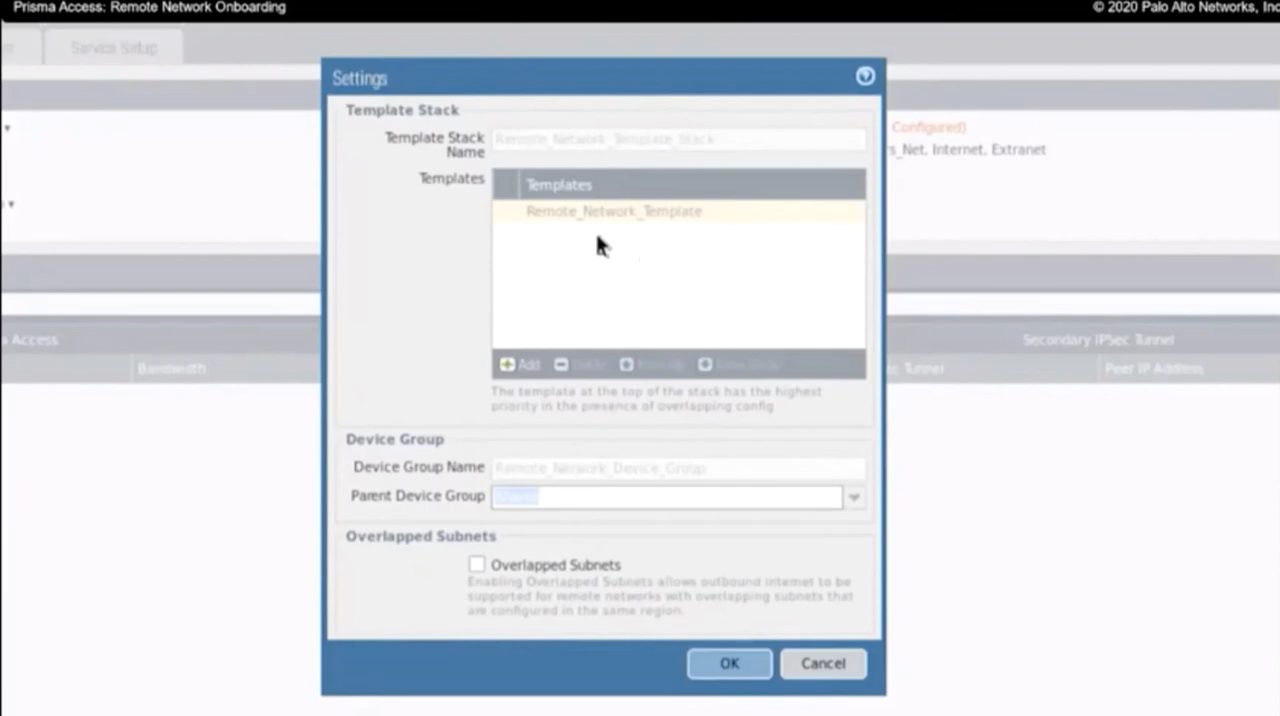 Prisma Access: Remote Network Onboarding
© 2020 Palo Alto Networks, Inc
Service Setup
Settings
Template Stack
Configured)
Template Stack Name
Remote_Network_Template_Stack
s_Net, Internet, Extranet
Templates
Templates
Remote_Network_Template
Access
Secondary IPSec Tunnel
Bandwidth
Add
Delete
Tunnel
Peer IP Address
The template at the top of the stack has the highest
priority in the presence of overlapping config
Device Group
Device Group Name
Remote_Network_Device_Group
Parent Device Group
Shared
Overlapped Subnets
Overlapped Subnets
Enabling Overlapped Subnets allows outbound internet to be
supported for remote networks with overlapping subnets that
are configured in the same region.
OK
Cancel